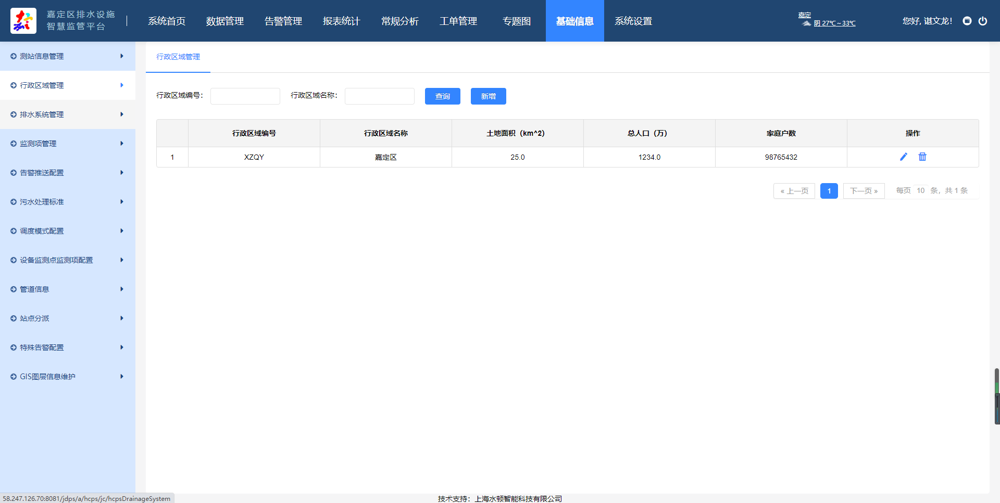 嘉定区排水设施
智慧监管平台
系统首页 数据管理 告警管理 报表统计 常规分析 工单管理 专题图 基础信息 系统设置
嘉定
阴 27℃～33℃
您好, 谌文龙!
测站信息管理
行政区域管理
排水系统管理
监测项管理
告警推送配置
污水处理标准
调度模式配置
设备监测点监测项配置
管道信息
站点分派
特殊告警配置
GIS图层信息维护
行政区域管理
行政区域编号： 行政区域名称： 查询 新增
行政区域编号 行政区域名称 土地面积（km^2） 总人口（万） 家庭户数 操作
1 XZQY 嘉定区 25.0 1234.0 98765432
« 上一页 1 下一页 » 每页 10 条，共 1 条
58.247.126.70:8081/jdps/a/hcps/jc/hcpsDrainageSystem
技术支持：上海水顿智能科技有限公司